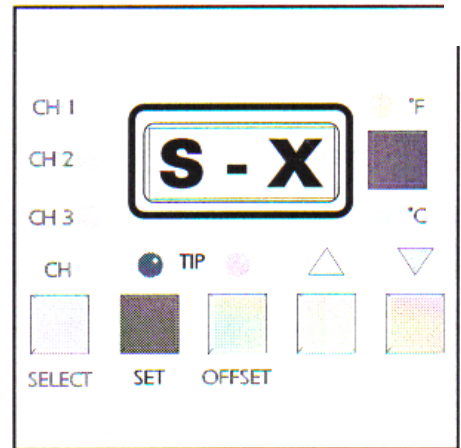 CH 1
°F
S - X
CH 2
CH 3
°C
CH
TIP
SELECT
SET
OFFSET